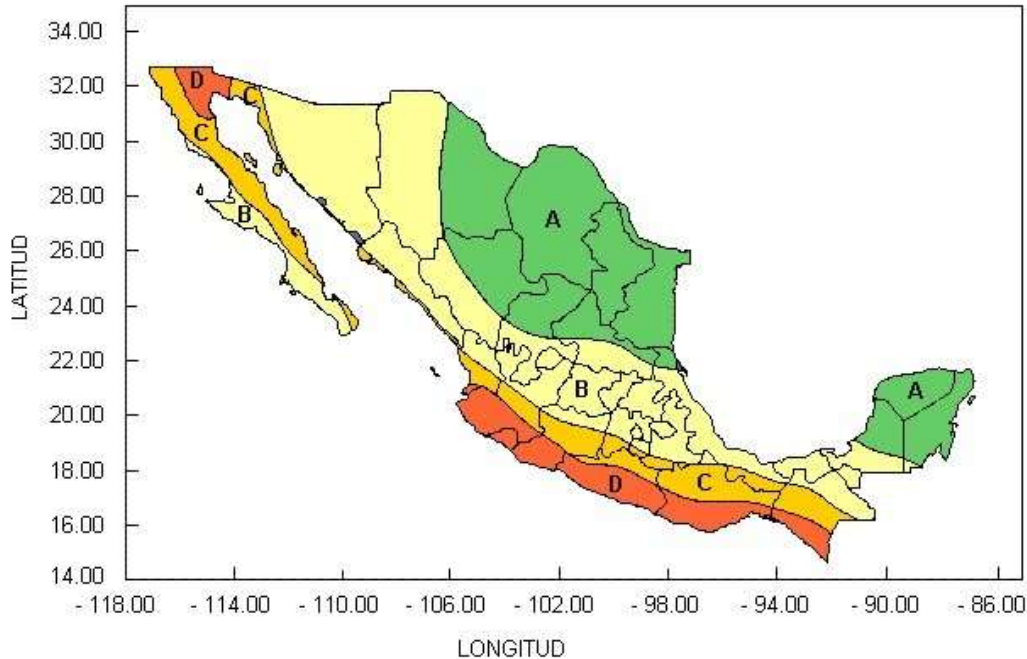 34.00
32.00
30.00
28.00
26.00
24.00
22.00
20.00
18.00
16.00
14.00
LATITUD
D
C
C
B
A
A
B
C
D
- 118.00 - 114.00 - 110.00 - 106.00 - 102.00 - 98.00 - 94.00 - 90.00 - 86.00
LONGITUD